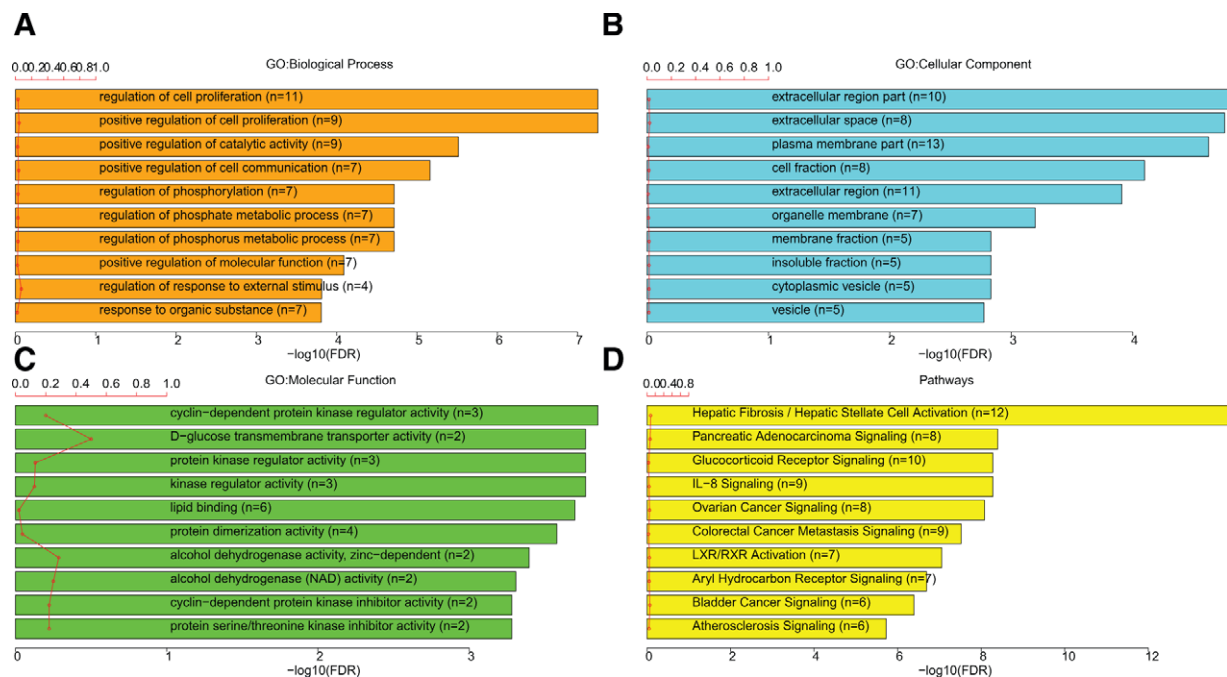 A
GO:Biological Process
0.00.20.40.60.81.0
regulation of cell proliferation (n=11)
positive regulation of cell proliferation (n=9)
positive regulation of catalytic activity (n=9)
positive regulation of cell communication (n=7)
regulation of phosphorylation (n=7)
regulation of phosphate metabolic process (n=7)
regulation of phosphorus metabolic process (n=7)
positive regulation of molecular function (n=7)
regulation of response to external stimulus (n=4)
response to organic substance (n=7)
0 1 2 3 4 5 6 7
−log10(FDR)
B
GO:Cellular Component
0.0 0.2 0.4 0.6 0.8 1.0
extracellular region part (n=10)
extracellular space (n=8)
plasma membrane part (n=13)
cell fraction (n=8)
extracellular region (n=11)
organelle membrane (n=7)
membrane fraction (n=5)
insoluble fraction (n=5)
cytoplasmic vesicle (n=5)
vesicle (n=5)
0 1 2 3 4
−log10(FDR)
C
GO:Molecular Function
0.0 0.2 0.4 0.6 0.8 1.0
cyclin−dependent protein kinase regulator activity (n=3)
D−glucose transmembrane transporter activity (n=2)
protein kinase regulator activity (n=3)
kinase regulator activity (n=3)
lipid binding (n=6)
protein dimerization activity (n=4)
alcohol dehydrogenase activity, zinc−dependent (n=2)
alcohol dehydrogenase (NAD) activity (n=2)
cyclin−dependent protein kinase inhibitor activity (n=2)
protein serine/threonine kinase inhibitor activity (n=2)
0 1 2 3
−log10(FDR)
D
Pathways
0.00.40.8
Hepatic Fibrosis / Hepatic Stellate Cell Activation (n=12)
Pancreatic Adenocarcinoma Signaling (n=8)
Glucocorticoid Receptor Signaling (n=10)
IL−8 Signaling (n=9)
Ovarian Cancer Signaling (n=8)
Colorectal Cancer Metastasis Signaling (n=9)
LXR/RXR Activation (n=7)
Aryl Hydrocarbon Receptor Signaling (n=7)
Bladder Cancer Signaling (n=6)
Atherosclerosis Signaling (n=6)
0 2 4 6 8 10 12
−log10(FDR)